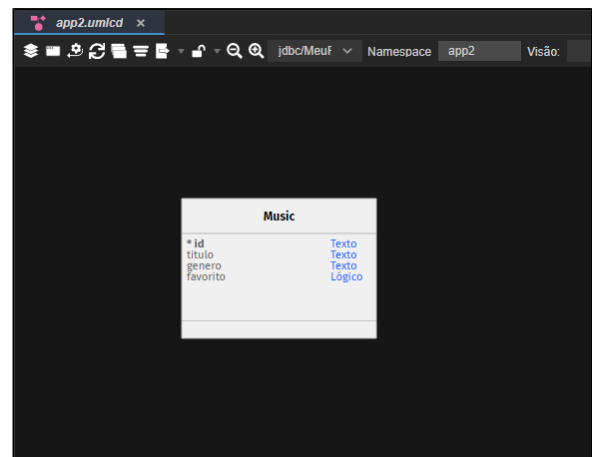 app2.umlcd ×
jdbc/MeuF Namespace app2 Visão:
Music
* id Texto
titulo Texto
genero Texto
favorito Lógico